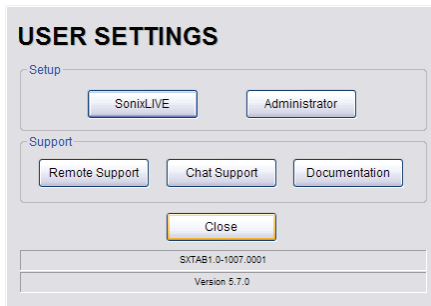 USER SETTINGS
Setup
SonixLIVE Administrator
Support
Remote Support Chat Support Documentation
Close
SXTAB1.0-1007.0001
Version 5.7.0